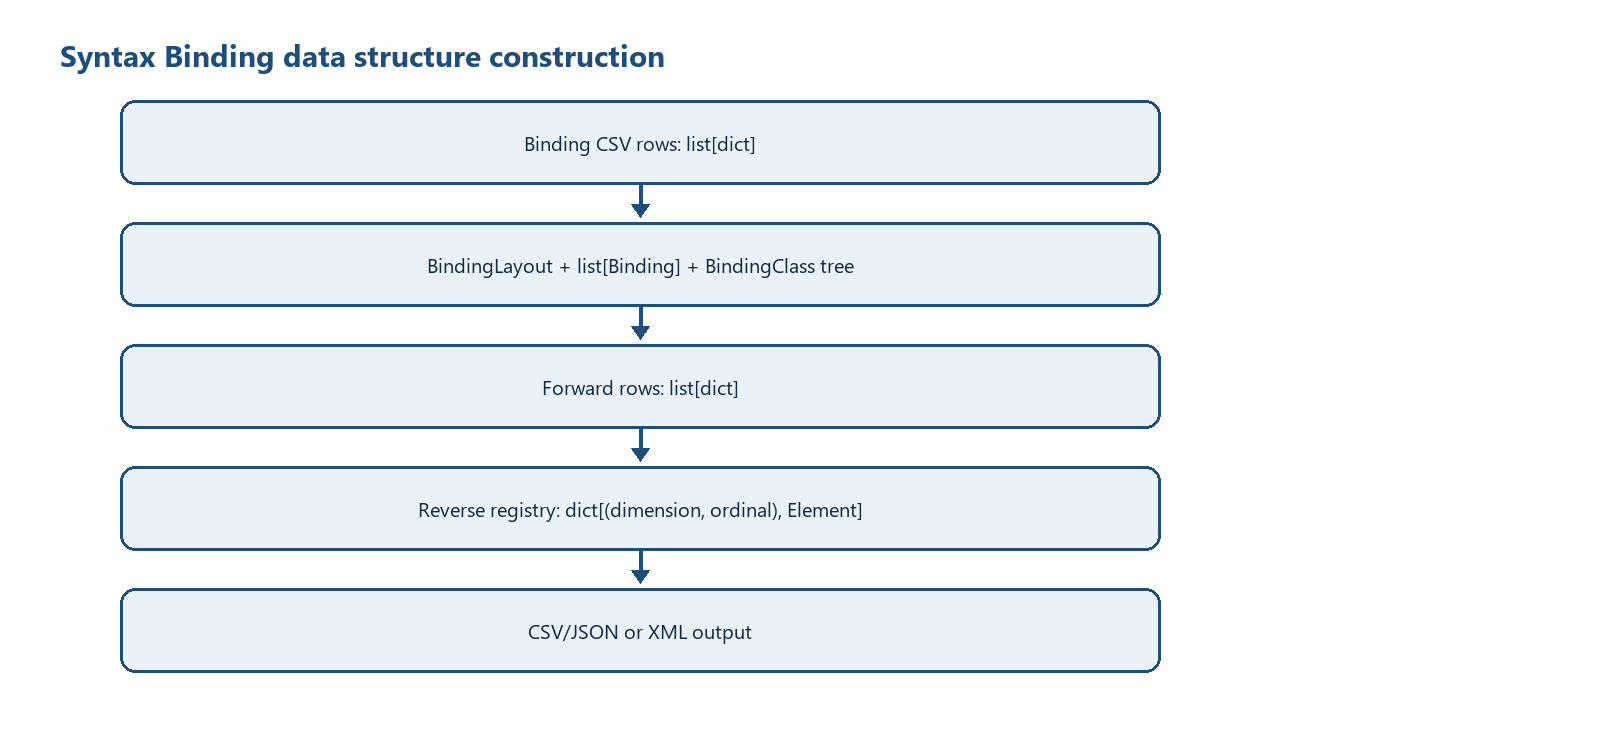 Syntax Binding data structure construction
Binding CSV rows: list[dict]
BindingLayout + list[Binding] + BindingClass tree
Forward rows: list[dict]
Reverse registry: dict[(dimension, ordinal), Element]
CSV/JSON or XML output